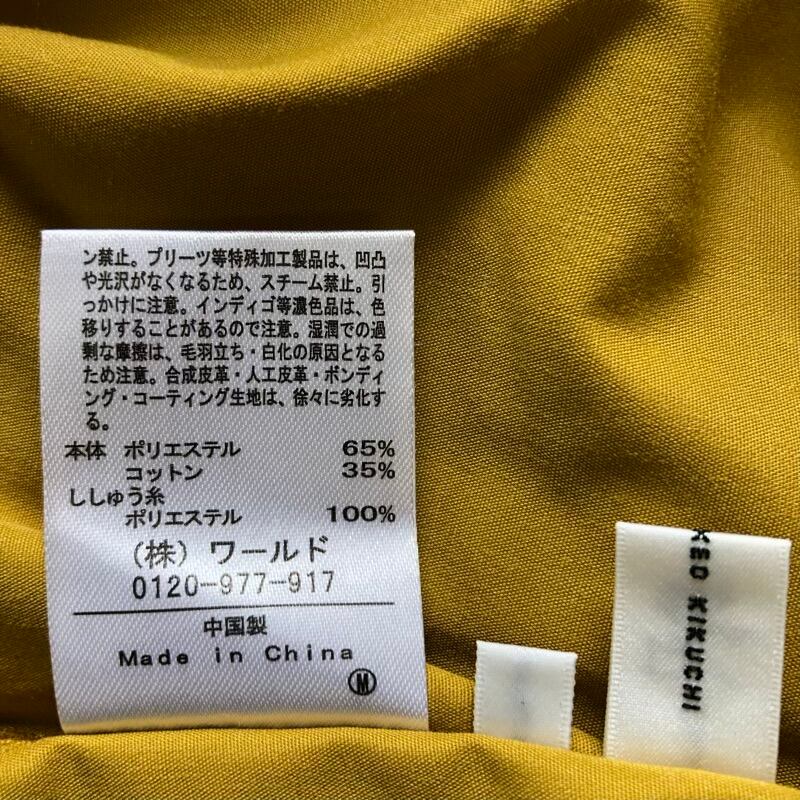 ン禁止。プリーツ等特殊加工製品は、凹凸
や光沢がなくなるため、スチーム禁止。引
っかけに注意。インディゴ等濃色品は、色
移りすることがあるので注意。湿潤での過
剰な摩擦は、毛羽立ち・白化の原因となる
ため注意。合成皮革・人工皮革・ボンディ
ング・コーティング生地は、徐々に劣化す
る。
本体 ポリエステル 65%
コットン 35%
ししゅう糸
ポリエステル 100%
(株) ワールド
0120-977-917
中国製
Made in China
M
KEO KIKUCHI